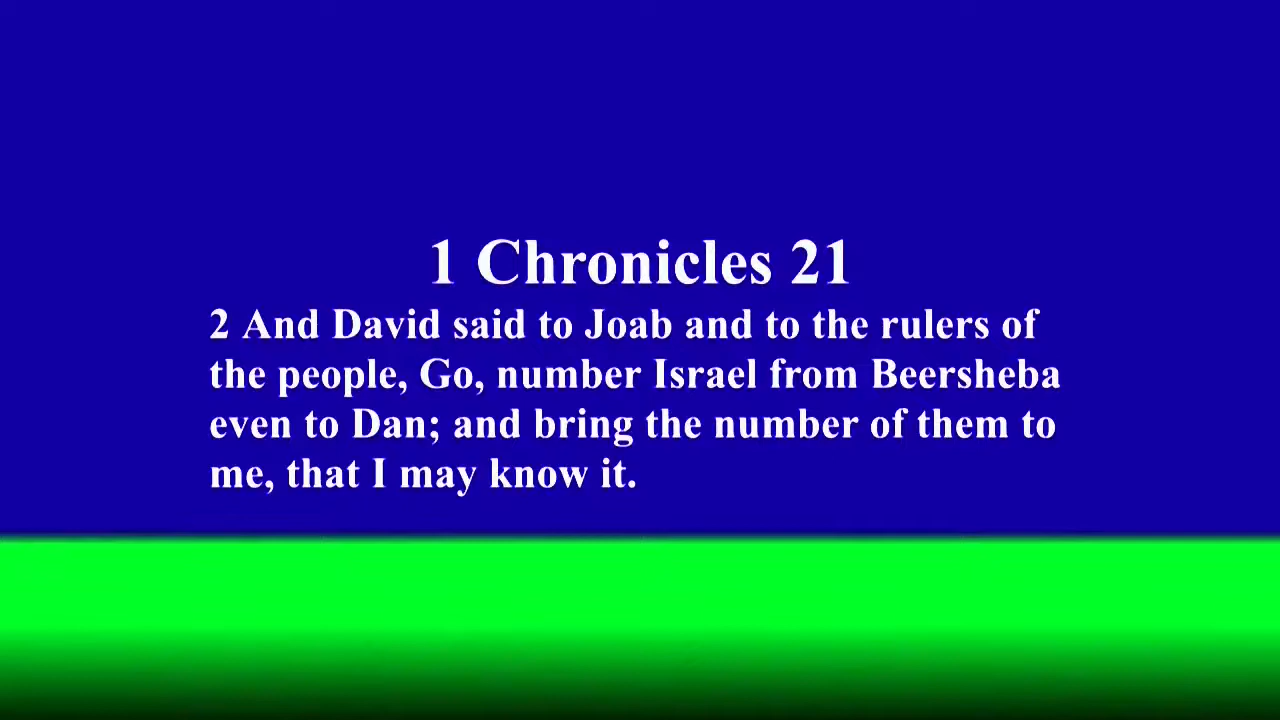 1 Chronicles 21
2 And David said to Joab and to the rulers of
the people, Go, number Israel from Beersheba
even to Dan; and bring the number of them to
me, that I may know it.